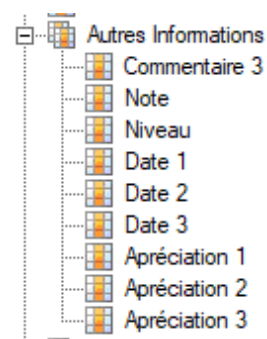 Autres Informations
Commentaire 3
Note
Niveau
Date 1
Date 2
Date 3
Apréciation 1
Apréciation 2
Apréciation 3